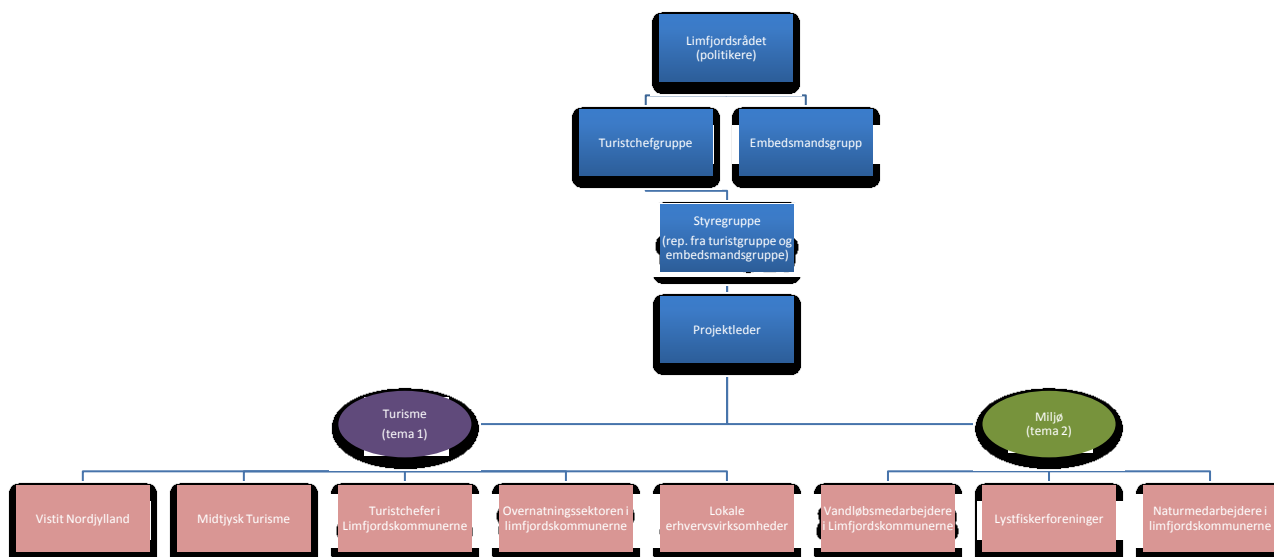 Limfjordsrådet
(politikere)
Turistchefgruppe
Embedsmandsgrupp
Styregruppe
(rep. fra turistgruppe og
embedsmandsgruppe)
Projektleder
Turisme
(tema 1)
Miljø
(tema 2)
Vistit Nordjylland
Midtjysk Turisme
Turistchefer i
Limfjordskommunerne
Overnatningssektoren i
limfjordskommunerne
Lokale
erhvervsvirksomheder
Vandløbsmedarbejdere
i Limfjordskommunerne
Lystfiskerforeninger
Naturmedarbejdere i
limfjordskommunerne